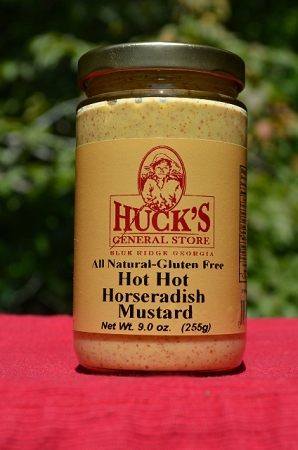 HUCK'S
GENERAL STORE
BLUE RIDGE GEORGIA
All Natural-Gluten Free
Hot Hot
Horseradish
Mustard
Net Wt. 9.0 oz. (255g)